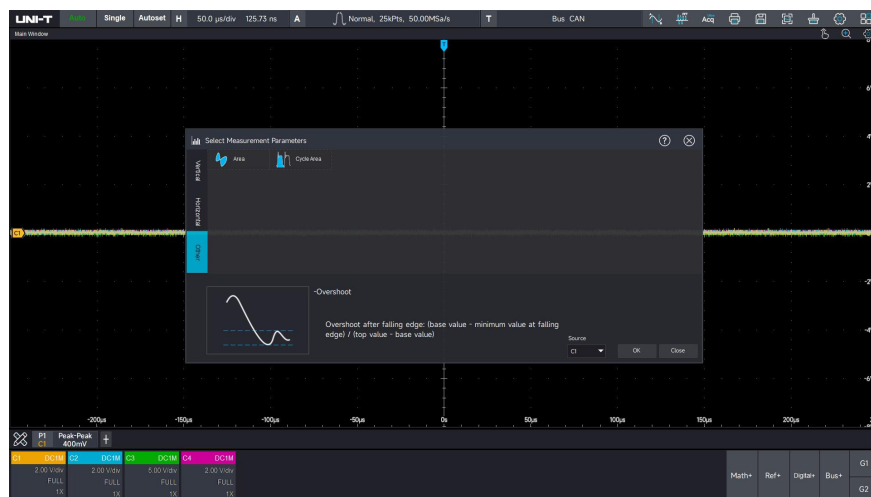 UNI-T Auto Single Autoset H 50.0 μs/div 125.73 ns A Normal, 25kPts, 50.00MSa/s T Bus CAN Acq
Main Window
T
6
4
Select Measurement Parameters
Area Cycle Area
Vertical
2
Horizontal
C1
Other
-Overshoot
Overshoot after falling edge: (base value - minimum value at falling
edge) / (top value - base value)
Source
C1 OK Close
-200μs -150μs -100μs -50μs 0s 50μs 100μs 150μs 200μs
P1 Peak-Peak +
C1 400mV
C1 DC1M C2 DC1M C3 DC1M C4 DC1M
2.00 V/div 2.00 V/div 5.00 V/div 2.00 V/div
FULL FULL FULL FULL
1X 1X 1X 1X
Math+ Ref+ Digital+ Bus+
G1
G2